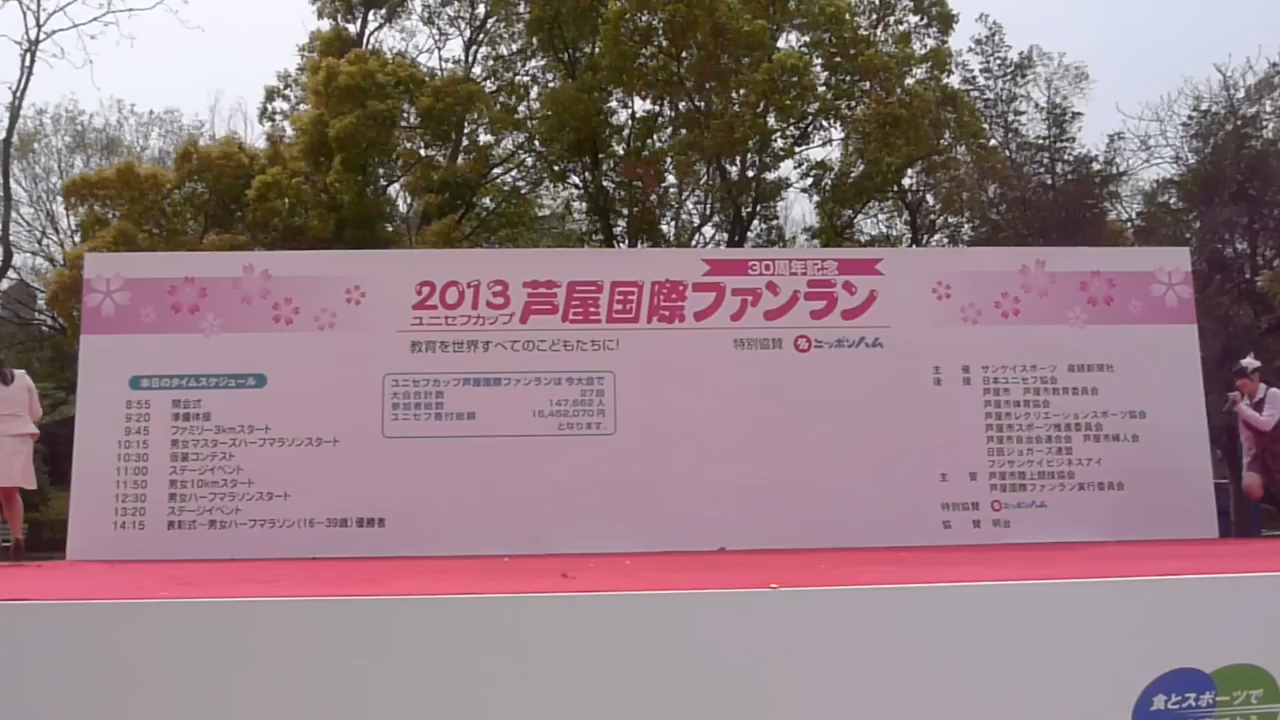 30周年記念
2013 芦屋国際ファンラン
ユニセフカップ
教育を世界すべてのこどもたちに!
特別協賛 ニッポンハム
本日のタイムスケジュール
8:55 開会式
9:20 準備体操
9:45 ファミリー3kmスタート
10:15 男女マスターズハーフマラソンスタート
10:30 仮装コンテスト
11:00 ステージイベント
11:50 男女10kmスタート
12:30 男女ハーフマラソンスタート
13:20 ステージイベント
14:15 表彰式~男女ハーフマラソン(16~39歳)優勝者
ユニセフカップ芦屋国際ファンランは 今大会で
大会合計数 27回
参加者総数 147,662人
ユニセフ寄付総額 16,452,070円
となります。
主催 サンケイスポーツ 産経新聞社
後援 日本ユニセフ協会
芦屋市 芦屋市教育委員会
芦屋市体育協会
芦屋市レクリエーションスポーツ協会
芦屋市スポーツ推進委員会
芦屋市自治会連合会 芦屋市婦人会
日医ジョガーズ連盟
フジサンケイビジネスアイ
主管 芦屋市陸上競技協会
芦屋国際ファンラン実行委員会
特別協賛 ニッポンハム
協賛 明治
食とスポーツで